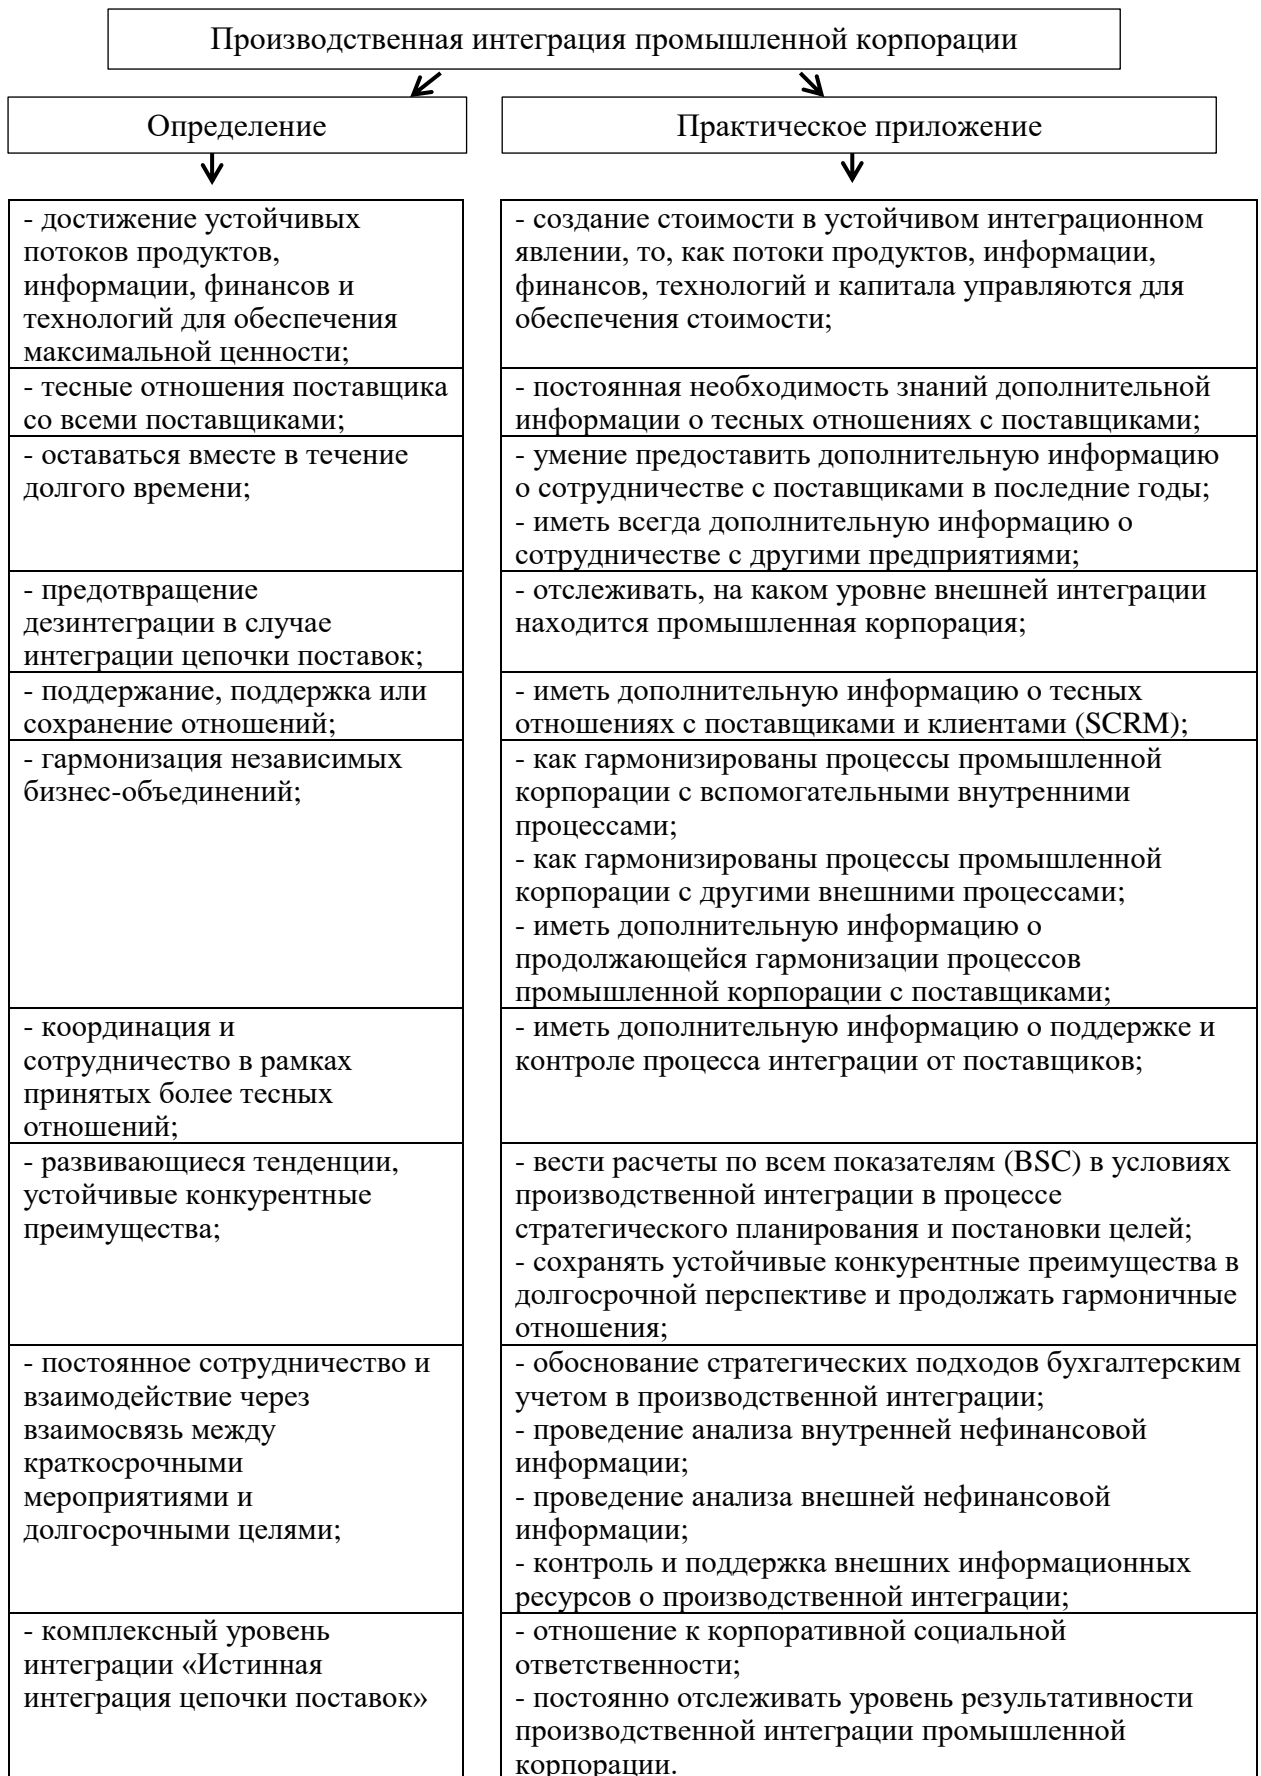 Производственная интеграция промышленной корпорации
Определение
Практическое приложение
- достижение устойчивых
потоков продуктов,
информации, финансов и
технологий для обеспечения
максимальной ценности;
- создание стоимости в устойчивом интеграционном
явлении, то, как потоки продуктов, информации,
финансов, технологий и капитала управляются для
обеспечения стоимости;
- тесные отношения поставщика
со всеми поставщиками;
- постоянная необходимость знаний дополнительной
информации о тесных отношениях с поставщиками;
- оставаться вместе в течение
долгого времени;
- умение предоставить дополнительную информацию
о сотрудничестве с поставщиками в последние годы;
- иметь всегда дополнительную информацию о
сотрудничестве с другими предприятиями;
- предотвращение
дезинтеграции в случае
интеграции цепочки поставок;
- отслеживать, на каком уровне внешней интеграции
находится промышленная корпорация;
- поддержание, поддержка или
сохранение отношений;
- иметь дополнительную информацию о тесных
отношениях с поставщиками и клиентами (SCRM);
- гармонизация независимых
бизнес-объединений;
- как гармонизированы процессы промышленной
корпорации с вспомогательными внутренними
процессами;
- как гармонизированы процессы промышленной
корпорации с другими внешними процессами;
- иметь дополнительную информацию о
продолжающейся гармонизации процессов
промышленной корпорации с поставщиками;
- координация и
сотрудничество в рамках
принятых более тесных
отношений;
- иметь дополнительную информацию о поддержке и
контроле процесса интеграции от поставщиков;
- развивающиеся тенденции,
устойчивые конкурентные
преимущества;
- вести расчеты по всем показателям (BSC) в условиях
производственной интеграции в процессе
стратегического планирования и постановки целей;
- сохранять устойчивые конкурентные преимущества в
долгосрочной перспективе и продолжать гармоничные
отношения;
- постоянное сотрудничество и
взаимодействие через
взаимосвязь между
краткосрочными
мероприятиями и
долгосрочными целями;
- обоснование стратегических подходов бухгалтерским
учетом в производственной интеграции;
- проведение анализа внутренней нефинансовой
информации;
- проведение анализа внешней нефинансовой
информации;
- контроль и поддержка внешних информационных
ресурсов о производственной интеграции;
- комплексный уровень
интеграции «Истинная
интеграция цепочки поставок»
- отношение к корпоративной социальной
ответственности;
- постоянно отслеживать уровень результативности
производственной интеграции промышленной
корпорации.